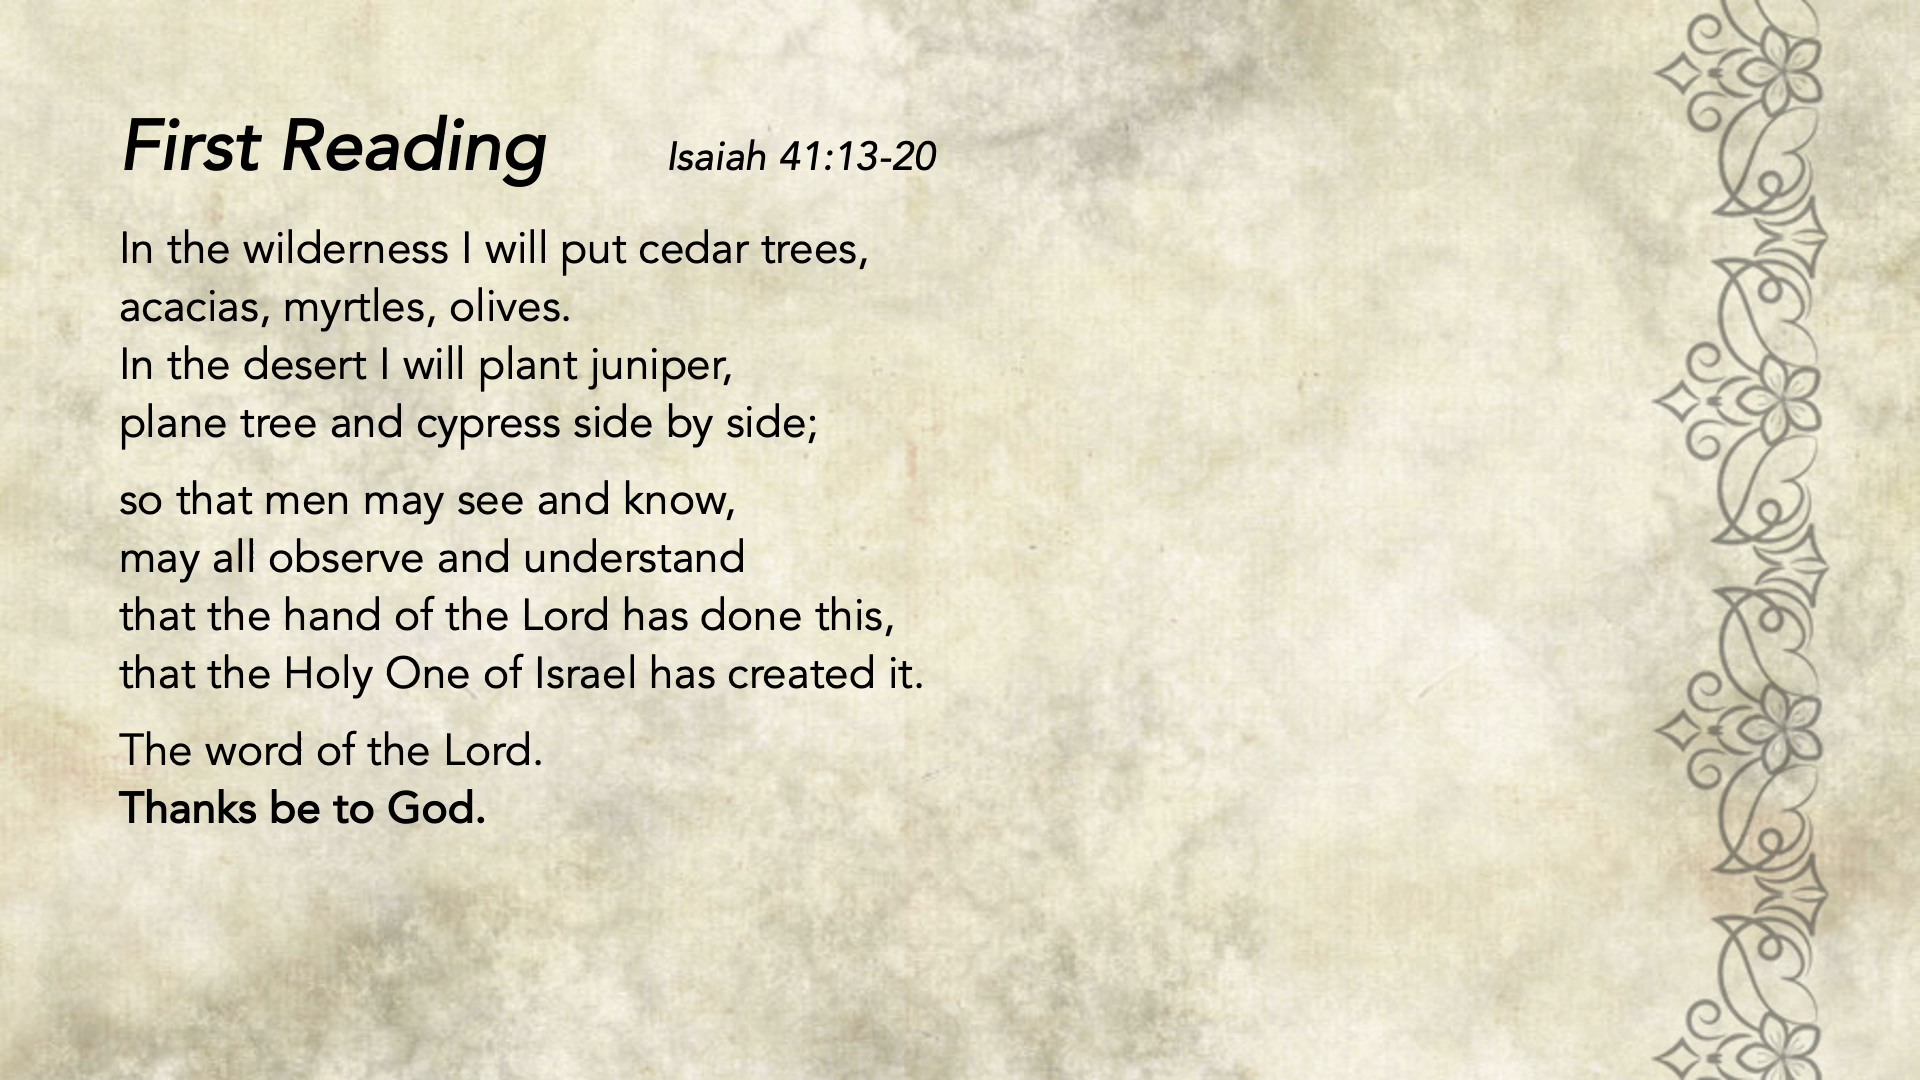 First Reading Isaiah 41:13-20
In the wilderness I will put cedar trees,
acacias, myrtles, olives.
In the desert I will plant juniper,
plane tree and cypress side by side;
so that men may see and know,
may all observe and understand
that the hand of the Lord has done this,
that the Holy One of Israel has created it.
The word of the Lord.
Thanks be to God.